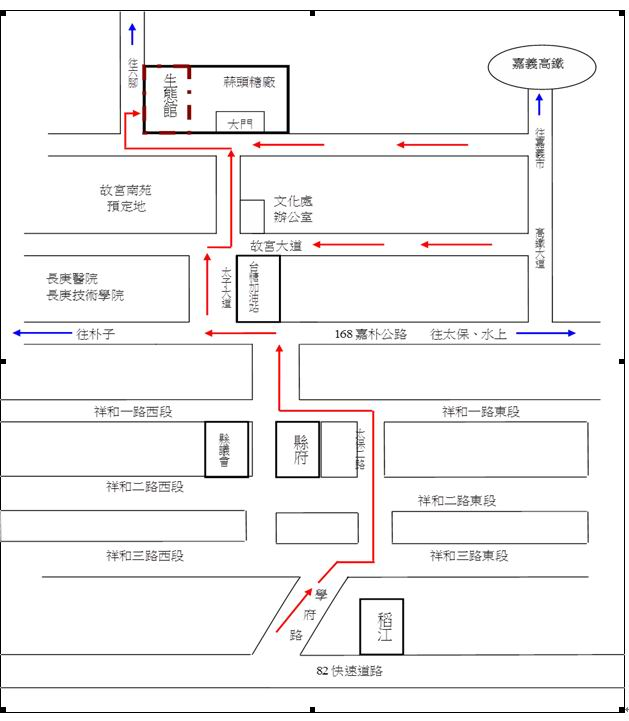 往六腳
生態館
蒜頭糖廠
大門
嘉義高鐵
往嘉義市
故宮南苑
預定地
文化處
辦公室
高鐵大道
故宮大道
長庚醫院
長庚技術學院
太子大道
台糖加油站
往朴子
168 嘉朴公路
往太保、水上
祥和一路西段
祥和一路東段
縣議會
縣府
太保二路
祥和二路西段
祥和二路東段
祥和三路西段
祥和三路東段
學府路
稻江
82 快速道路